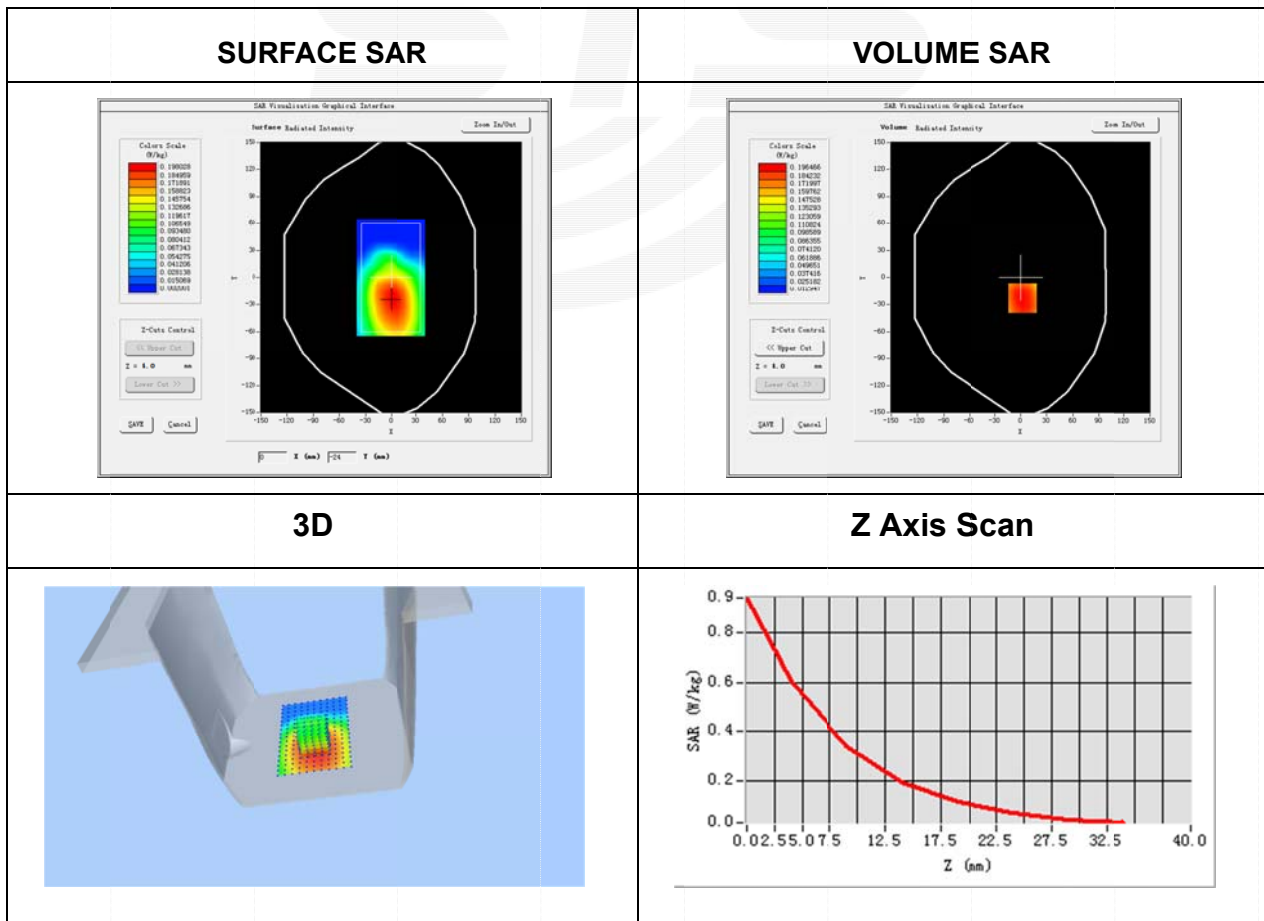 SURFACE SAR
VOLUME SAR
SAR Visualisation Graphical Interface
Surface Radiated Intensity
Zoom In/Out
Colors Scale
(W/kg)
0.198028
0.184959
0.171891
0.158823
0.145754
0.132686
0.119617
0.106549
0.093480
0.080412
0.067343
0.054275
0.041206
0.028138
0.015069
0.002001
Z-Cuts Control
<< Upper Cut
Z = 4.0 mm
Lower Cut >>
SAVE Cancel
150
120
90
60
30
0
-30
-60
-90
-120
-150
Y
-150 -120 -90 -60 -30 0 30 60 90 120 150
X
0 X (mm) -24 Y (mm)
SAR Visualisation Graphical Interface
Volume Radiated Intensity
Zoom In/Out
Colors Scale
(W/kg)
0.196466
0.184232
0.171997
0.159762
0.147528
0.135293
0.123059
0.110824
0.098589
0.086355
0.074120
0.061886
0.049651
0.037416
0.025182
0.012947
Z-Cuts Control
<< Upper Cut
Z = 4.0 mm
Lower Cut >>
SAVE Cancel
150
120
90
60
30
0
-30
-60
-90
-120
-150
Y
-150 -120 -90 -60 -30 0 30 60 90 120 150
X
3D
Z Axis Scan
0.9
0.8
0.6
0.4
0.2
0.0
SAR (W/kg)
0.0 2.5 5.0 7.5 12.5 17.5 22.5 27.5 32.5 40.0
Z (mm)